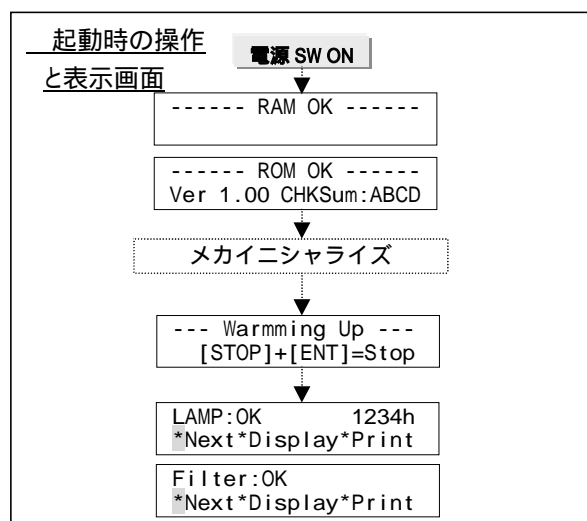 起動時の操作
と表示画面
電源 SW ON
------ RAM OK ------
------ ROM OK ------
Ver 1.00 CHKSum:ABCD
メカイニシャライズ
--- Warmming Up ---
[STOP]+[ENT]=Stop
LAMP:OK 1234h
*Next*Display*Print
Filter:OK
*Next*Display*Print